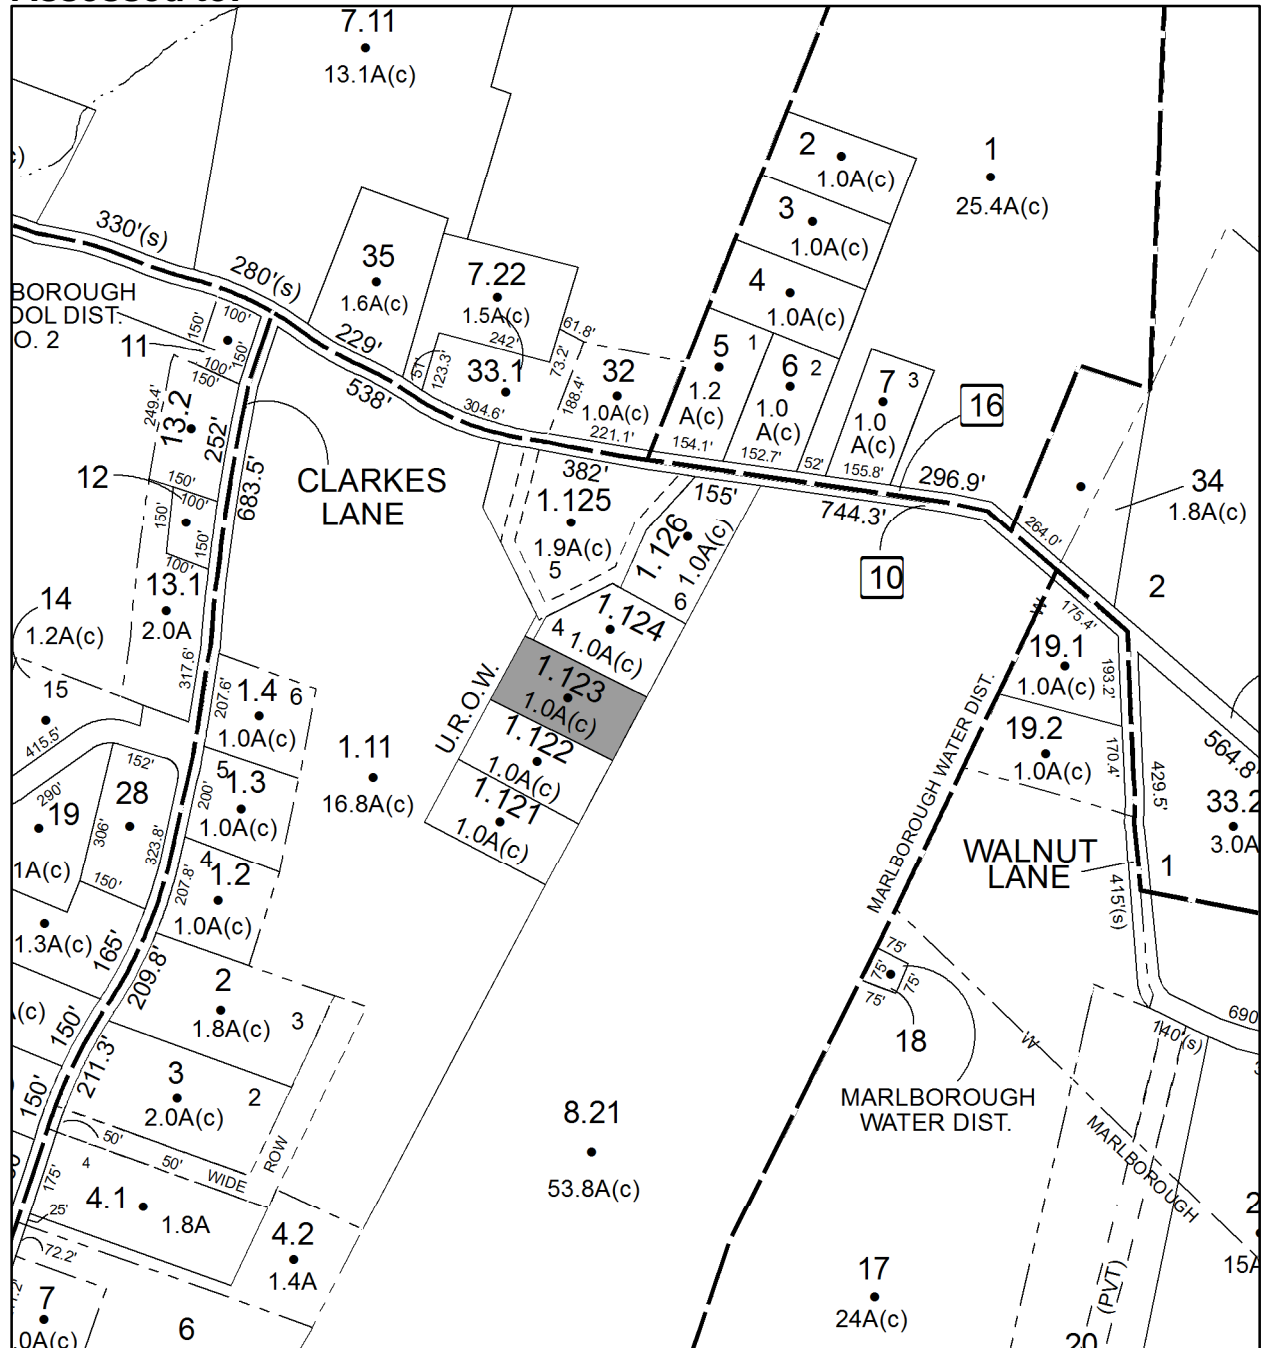 7.11
13.1A(c)
2
1.0A(c)
1
25.4A(c)
3
1.0A(c)
330'(s)
280'(s)
35
1.6A(c)
7.22
1.5A(c)
242'
4
1.0A(c)
BOROUGH
OOL DIST.
O. 2
11
100'
150'
150'
100'
229'
538'
51'
123.3'
33.1
304.6'
61.8'
73.2'
188.4'
32
1.0A(c)
221.1'
5
1
1.2
A(c)
154.1'
6
2
1.0
A(c)
152.7'
52'
7
3
1.0
A(c)
155.8'
16
296.9'
150'
249.4'
13.2
252'
683.5'
CLARKES
LANE
12
150'
100'
150'
150'
100'
382'
1.125
1.9A(c)
5
155'
1.126
1.0A(c)
6
744.3'
10
264.0'
34
1.8A(c)
2
13.1
2.0A
14
1.2A(c)
15
415.5'
317.6'
1.124
4
1.0A(c)
1.123
1.0A(c)
1.122
1.0A(c)
1.121
1.0A(c)
U.R.O.W.
W
175.4'
19.1
1.0A(c)
193.2'
19.2
1.0A(c)
170.4'
429.5'
564.8'
33.2
3.0A
1
WALNUT
LANE
415'(s)
MARLBOROUGH WATER DIST.
207.6'
1.4
6
1.0A(c)
1.11
16.8A(c)
5
1.3
200'
1.0A(c)
4
1.2
207.8'
1.0A(c)
152'
28
290'
19
306'
323.8'
1A(c)
150'
1.3A(c)
165'
209.8'
2
1.8A(c)
3
150'
211.3'
3
2.0A(c)
2
150'
50'
50'
WIDE
ROW
4
175'
4.1
1.8A
25'
4.2
1.4A
72.2'
7
.0A(c)
6
8.21
53.8A(c)
75'
75'
75'
75'
18
MARLBOROUGH
WATER DIST.
W
140'(s)
690
MARLBOROUGH
2
15A
(PVT)
20
17
24A(c)